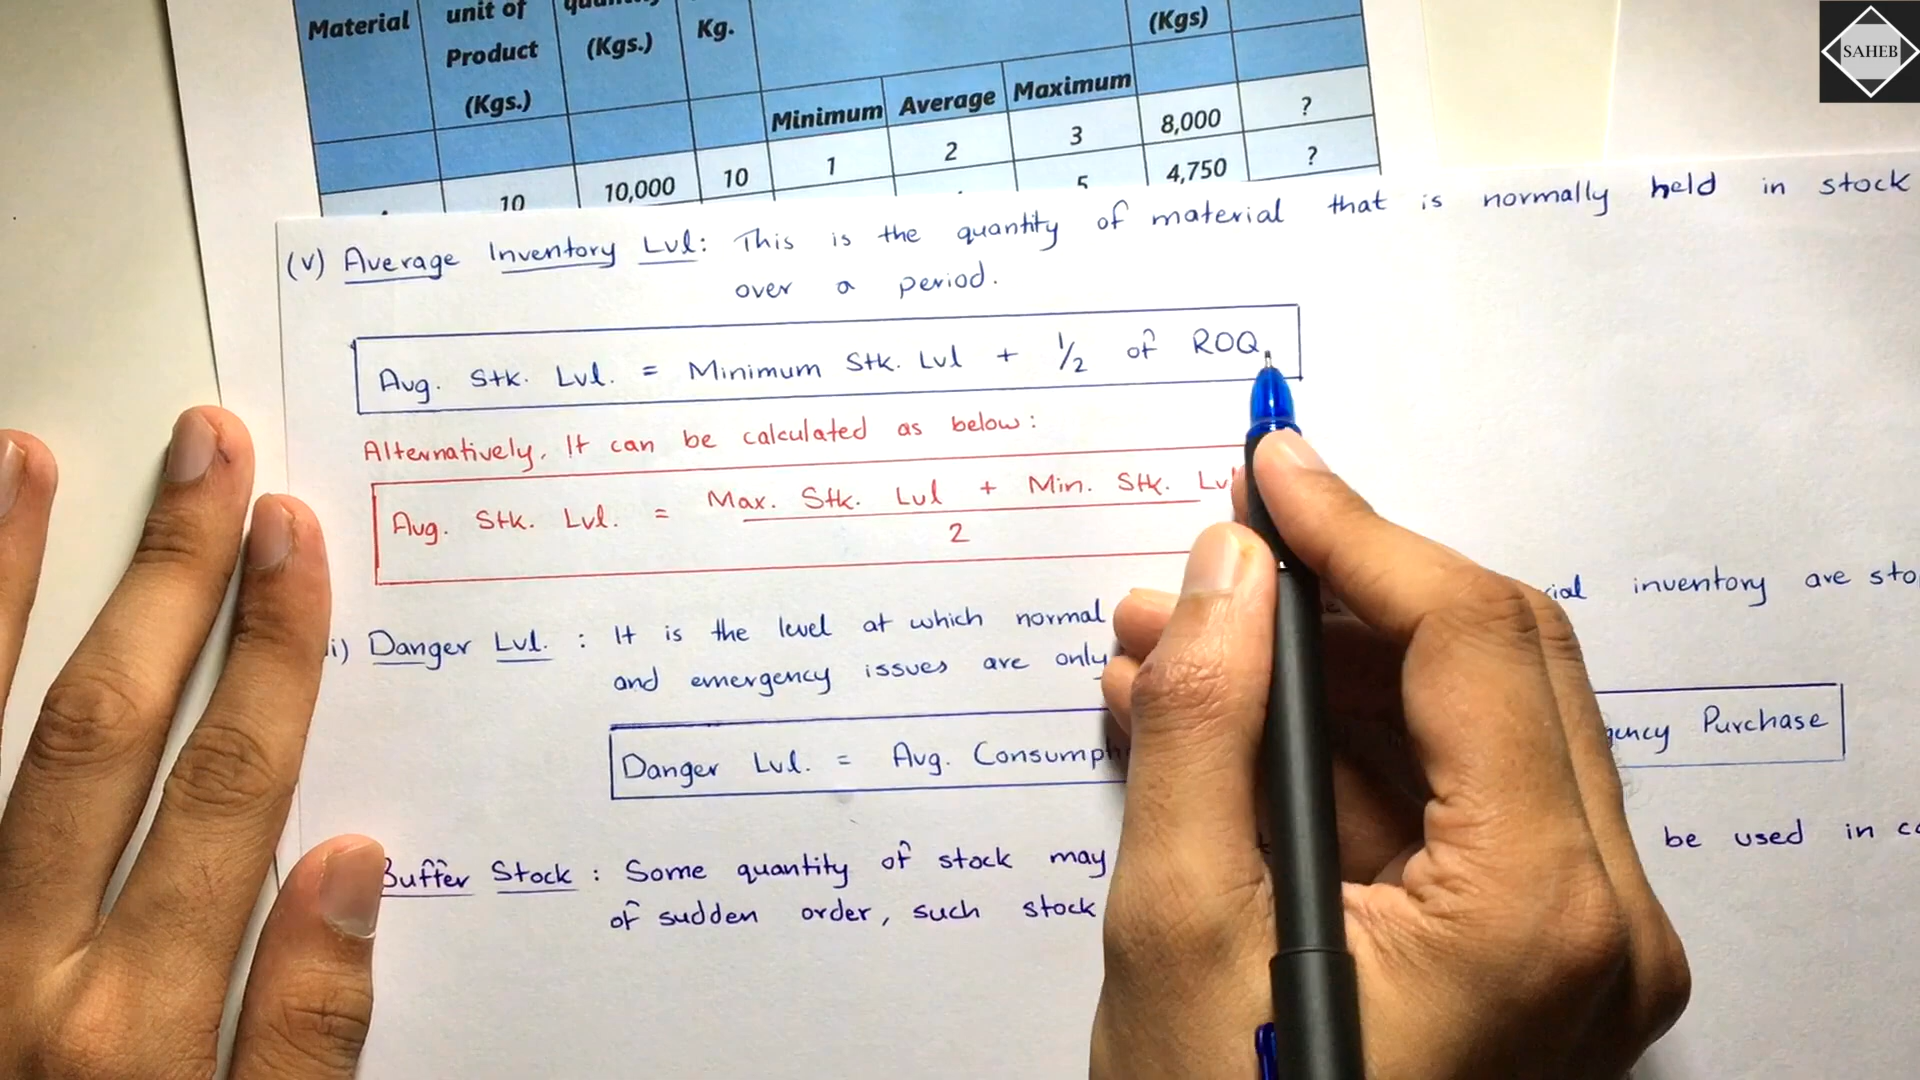 SAHEB
Material unit of Product (Kgs.) (Kgs.) Kg. (Kgs)
Minimum Average Maximum
10 10,000 10 1 2 3 8,000 ?
5 4,750 ?
(v) Average Inventory Lvl: This is the quantity of material that is normally held in stock
over a period.
Avg. Stk. Lvl. = Minimum Stk. Lvl + 1/2 of ROQ
Alternatively, It can be calculated as below:
Avg. Stk. Lvl. = Max. Stk. Lvl + Min. Stk. Lvl
2
i) Danger Lvl. : It is the level at which normal inventory are
and emergency issues are only
Danger Lvl. = Avg. Purchase
Buffer Stock : Some quantity of stock may be used in
of sudden order, such stock